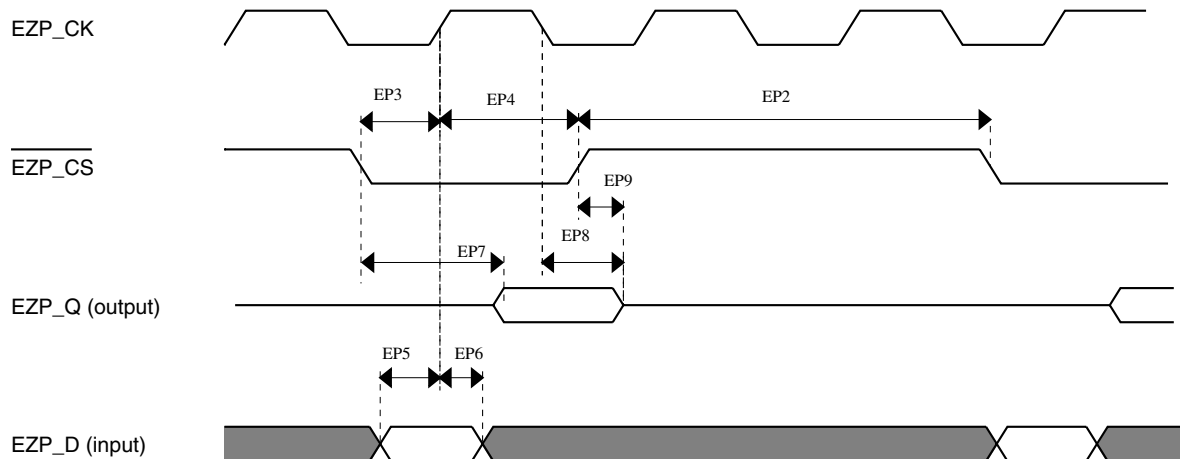 EZP_CK
EP3
EP4
EP2
EZP_CS
EP9
EP8
EP7
EZP_Q (output)
EP5
EP6
EZP_D (input)